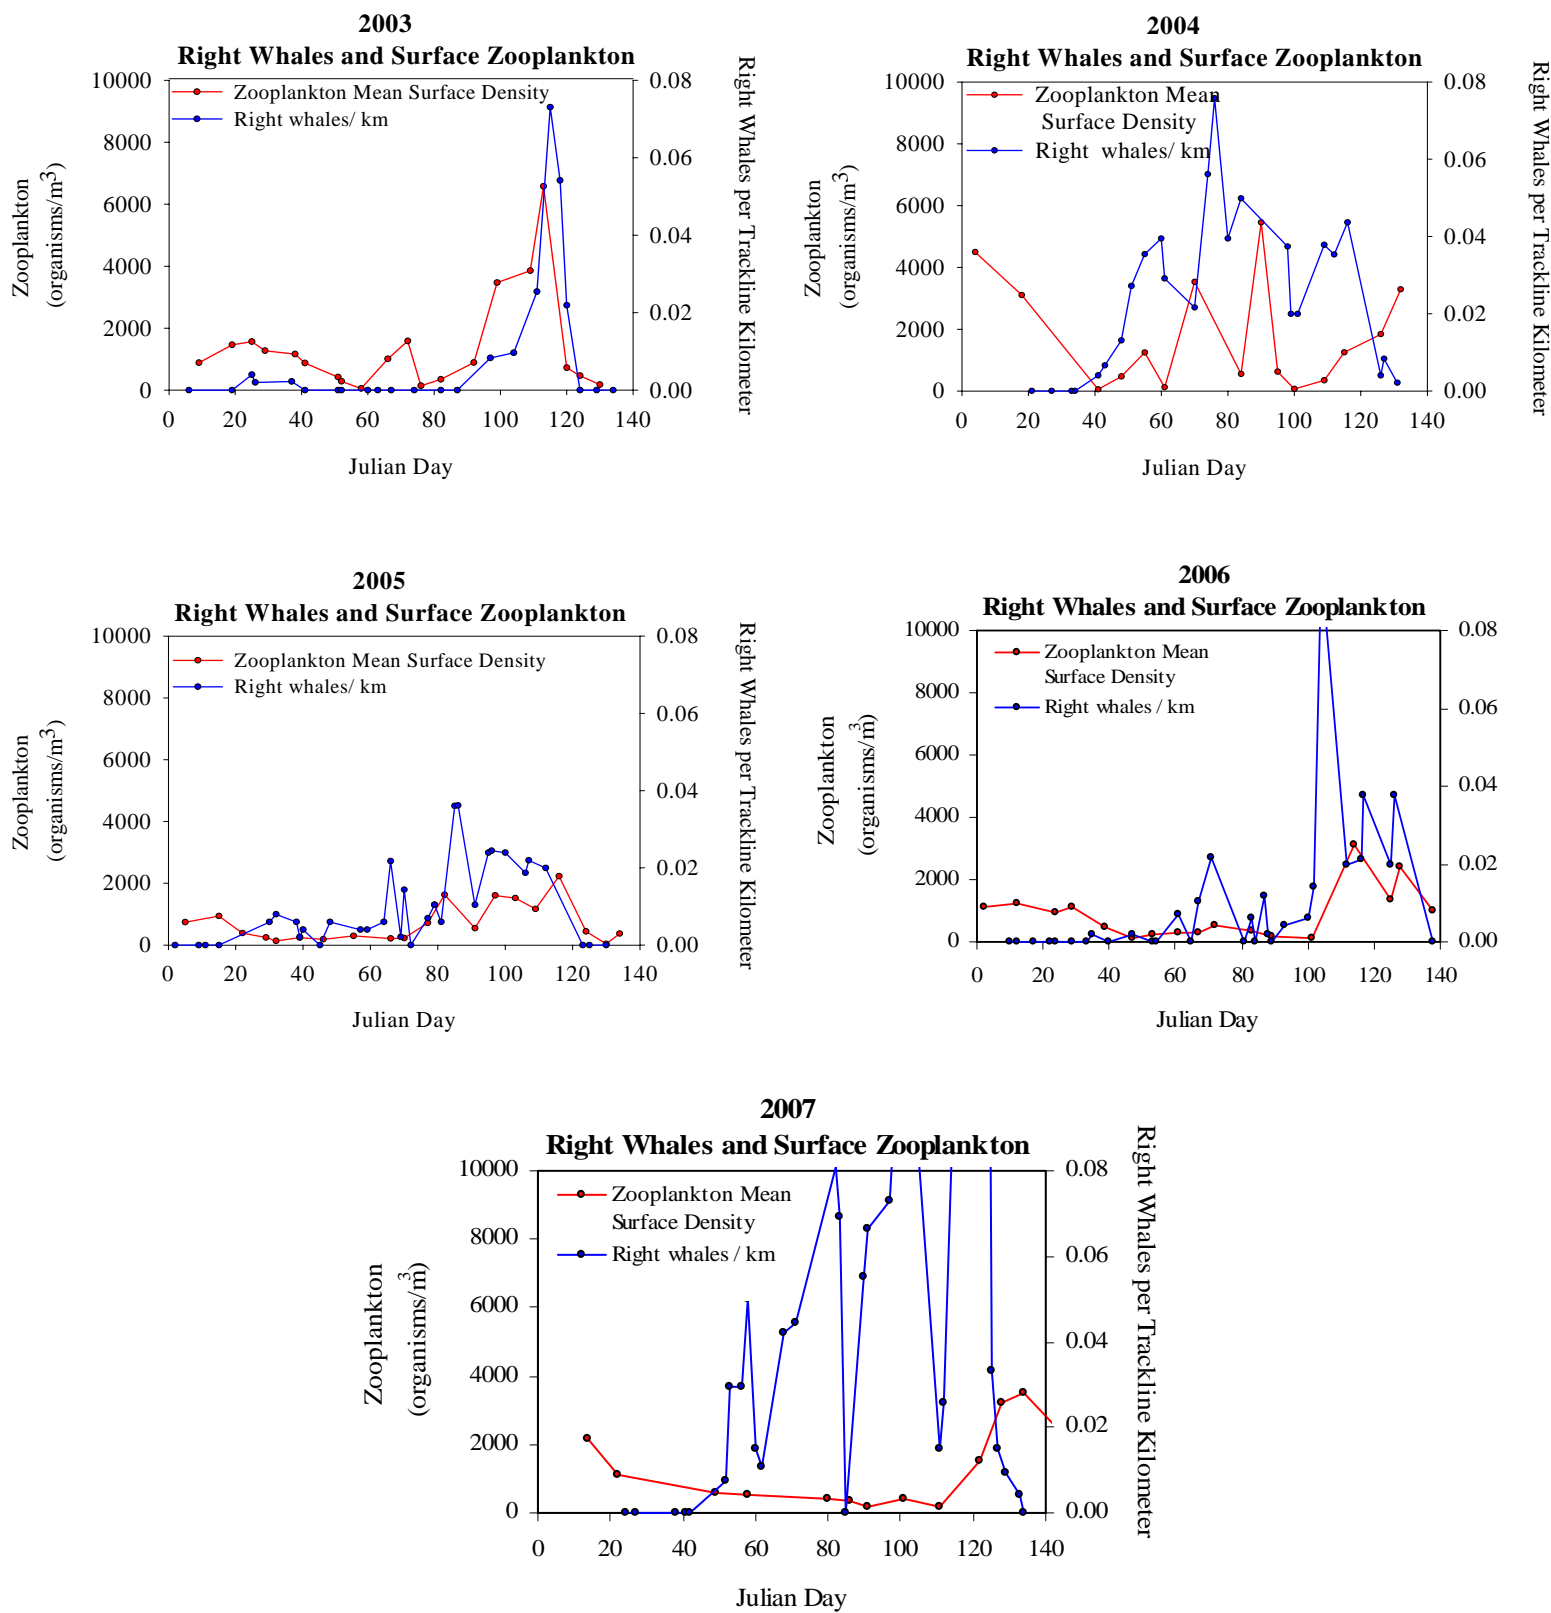 2003
Right Whales and Surface Zooplankton
Zooplankton Mean Surface Density
Right whales/ km
10000
8000
6000
4000
2000
0
Zooplankton
(organisms/m3)
0.08
0.06
0.04
0.02
0.00
Right Whales per Trackline Kilometer
0 20 40 60 80 100 120 140
Julian Day
2004
Right Whales and Surface Zooplankton
Zooplankton Mean
Surface Density
Right whales/ km
10000
8000
6000
4000
2000
0
Zooplankton
(organisms/m3)
0.08
0.06
0.04
0.02
0.00
Right Whales per Trackline Kilometer
0 20 40 60 80 100 120 140
Julian Day
2005
Right Whales and Surface Zooplankton
Zooplankton Mean Surface Density
Right whales/ km
10000
8000
6000
4000
2000
0
Zooplankton
(organisms/m3)
0.08
0.06
0.04
0.02
0.00
Right Whales per Trackline Kilometer
0 20 40 60 80 100 120 140
Julian Day
2006
Right Whales and Surface Zooplankton
Zooplankton Mean
Surface Density
Right whales / km
10000
8000
6000
4000
2000
0
Zooplankton
(organisms/m3)
0.08
0.06
0.04
0.02
0.00
0 20 40 60 80 100 120 140
Julian Day
2007
Right Whales and Surface Zooplankton
Zooplankton Mean
Surface Density
Right whales / km
10000
8000
6000
4000
2000
0
Zooplankton
(organisms/m3)
0.08
0.06
0.04
0.02
0.00
Right Whales per Trackline Kilometer
0 20 40 60 80 100 120 140
Julian Day